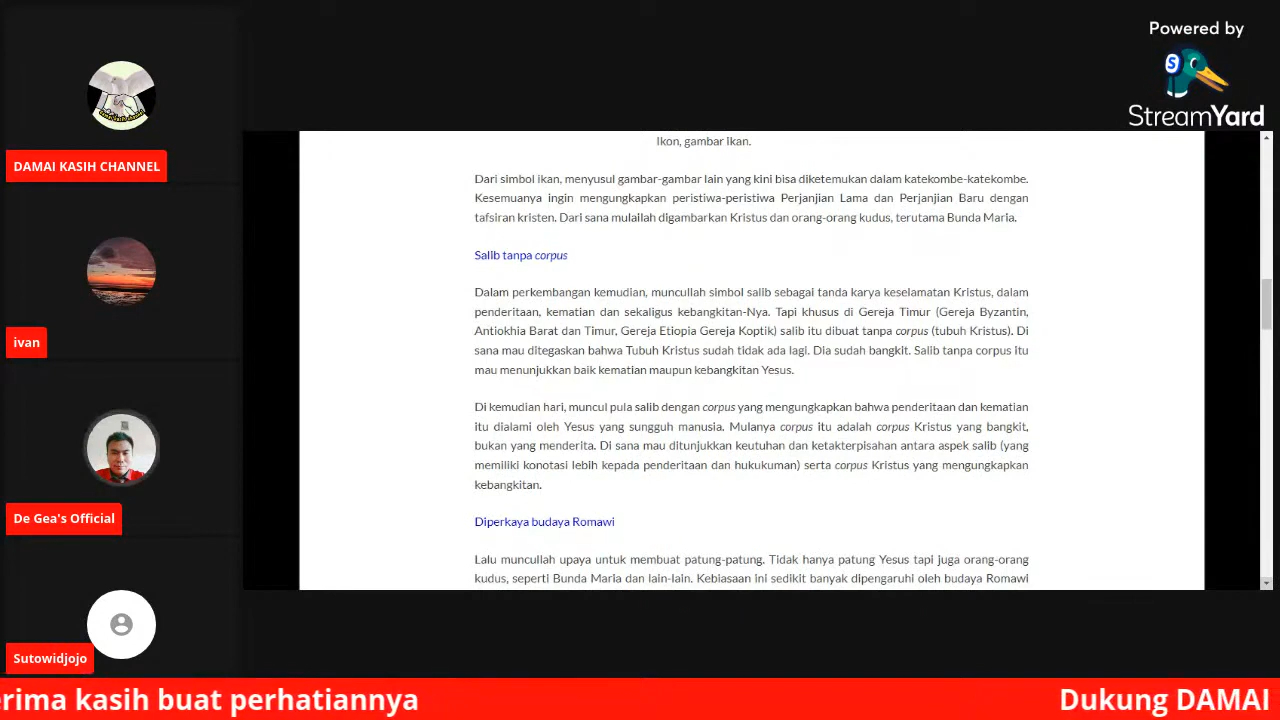 Powered by
StreamYard
DAMAI KASIH CHANNEL
ivan
De Gea's Official
Sutowidjojo
Ikon, gambar ikan.
Dari simbol ikan, menyusul gambar-gambar lain yang kini bisa diketemukan dalam katekombe-katekombe.
Kesemuanya ingin mengungkapkan peristiwa-peristiwa Perjanjian Lama dan Perjanjian Baru dengan
tafsiran kristen. Dari sana mulailah digambarkan Kristus dan orang-orang kudus, terutama Bunda Maria.
Salib tanpa corpus
Dalam perkembangan kemudian, muncullah simbol salib sebagai tanda karya keselamatan Kristus, dalam
penderitaan, kematian dan sekaligus kebangkitan-Nya. Tapi khusus di Gereja Timur (Gereja Byzantin,
Antiokhia Barat dan Timur, Gereja Etiopia Gereja Koptik) salib itu dibuat tanpa corpus (tubuh Kristus). Di
sana mau ditegaskan bahwa Tubuh Kristus sudah tidak ada lagi. Dia sudah bangkit. Salib tanpa corpus itu
mau menunjukkan baik kematian maupun kebangkitan Yesus.
Di kemudian hari, muncul pula salib dengan corpus yang mengungkapkan bahwa penderitaan dan kematian
itu dialami oleh Yesus yang sungguh manusia. Mulanya corpus itu adalah corpus Kristus yang bangkit,
bukan yang menderita. Di sana mau ditunjukkan keutuhan dan ketakterpisahan antara aspek salib (yang
memiliki konotasi lebih kepada penderitaan dan hukukuman) serta corpus Kristus yang mengungkapkan
kebangkitan.
Diperkaya budaya Romawi
Lalu muncullah upaya untuk membuat patung-patung. Tidak hanya patung Yesus tapi juga orang-orang
kudus, seperti Bunda Maria dan lain-lain. Kebiasaan ini sedikit banyak dipengaruhi oleh budaya Romawi
erima kasih buat perhatiannya
Dukung DAMAI